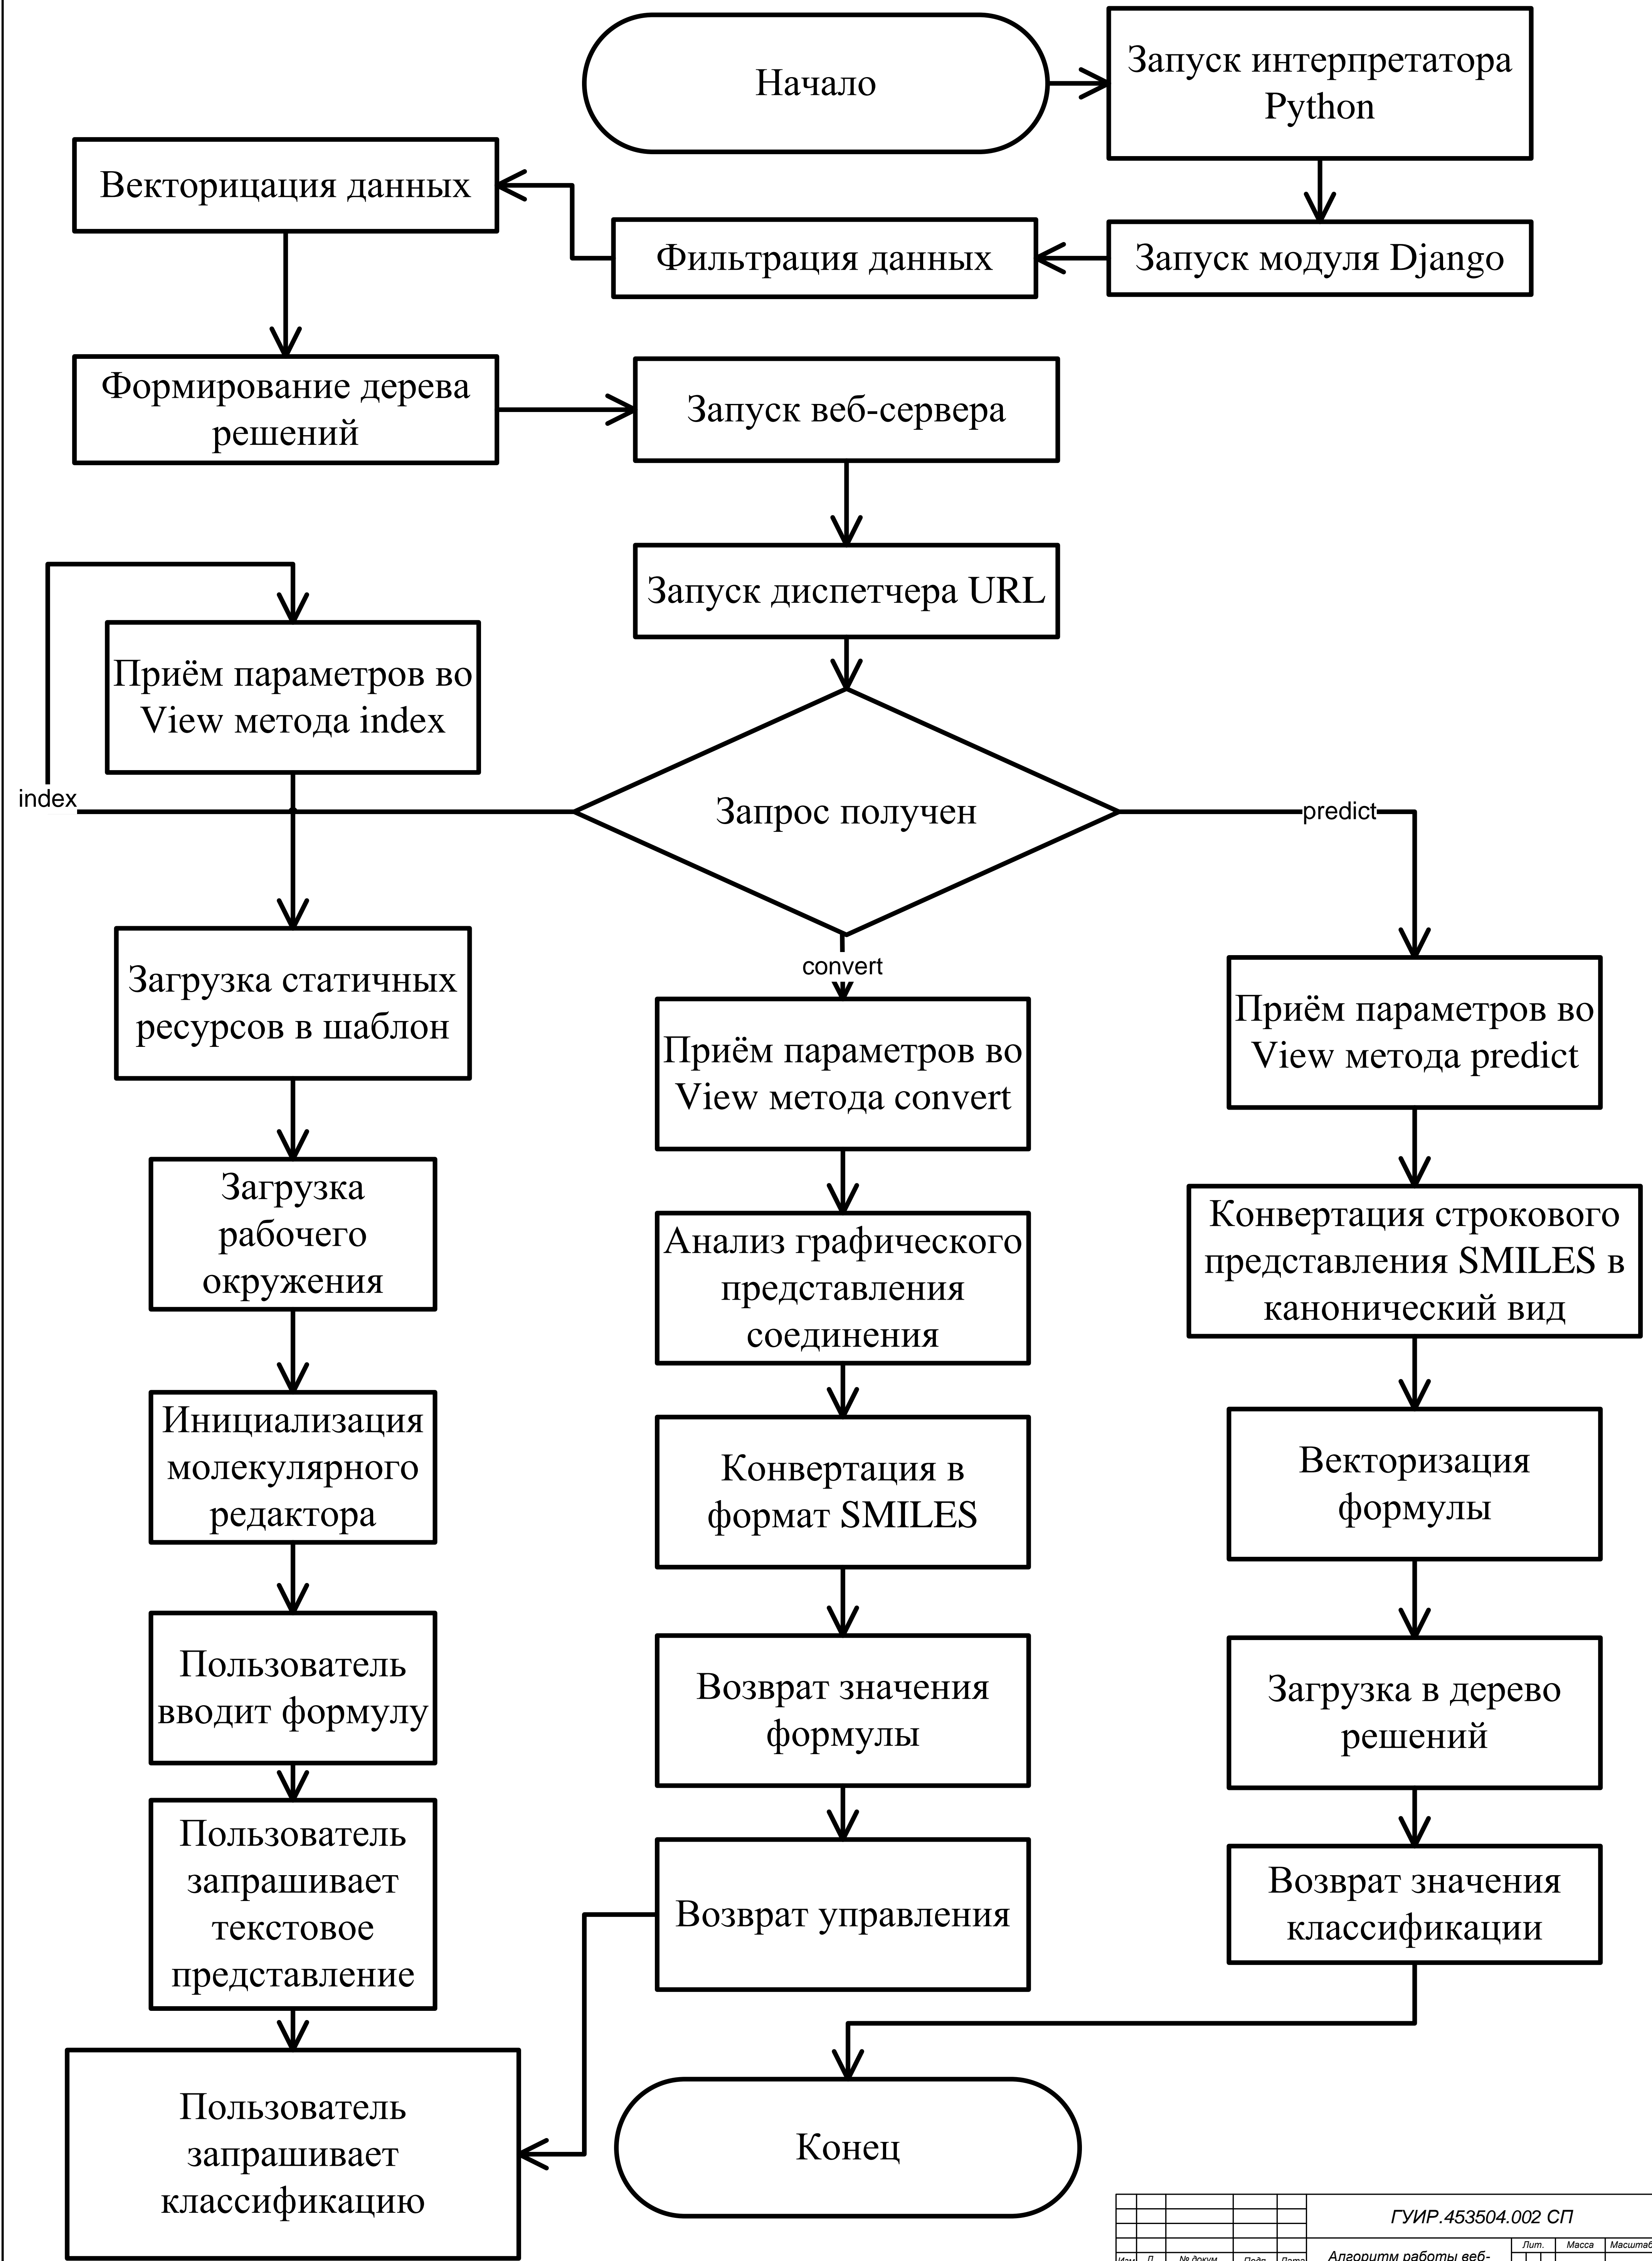 Начало
Запуск интерпретатора
Python
Векторицация данных
Фильтрация данных
Запуск модуля Django
Формирование дерева
решений
Запуск веб-сервера
Запуск диспетчера URL
Приём параметров во
View метода index
index
Запрос получен
predict
convert
Загрузка статичных
ресурсов в шаблон
Приём параметров во
View метода convert
Приём параметров во
View метода predict
Загрузка
рабочего
окружения
Анализ графического
представления
соединения
Конвертация строкового
представления SMILES в
канонический вид
Инициализация
молекулярного
редактора
Конвертация в
формат SMILES
Векторизация
формулы
Пользователь
вводит формулу
Возврат значения
формулы
Загрузка в дерево
решений
Пользователь
запрашивает
текстовое
представление
Возврат управления
Возврат значения
классификации
Пользователь
запрашивает
классификацию
Конец
ГУИР.453504.002 СП
Лит. Масса Масштаб
Алгоритм работы веб-